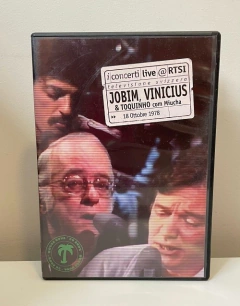 i concerti live @ RTSI
televisione svizzera
JOBIM, VINICIUS
& TOQUINHO com Miucha
>> 18 Ottobre 1978